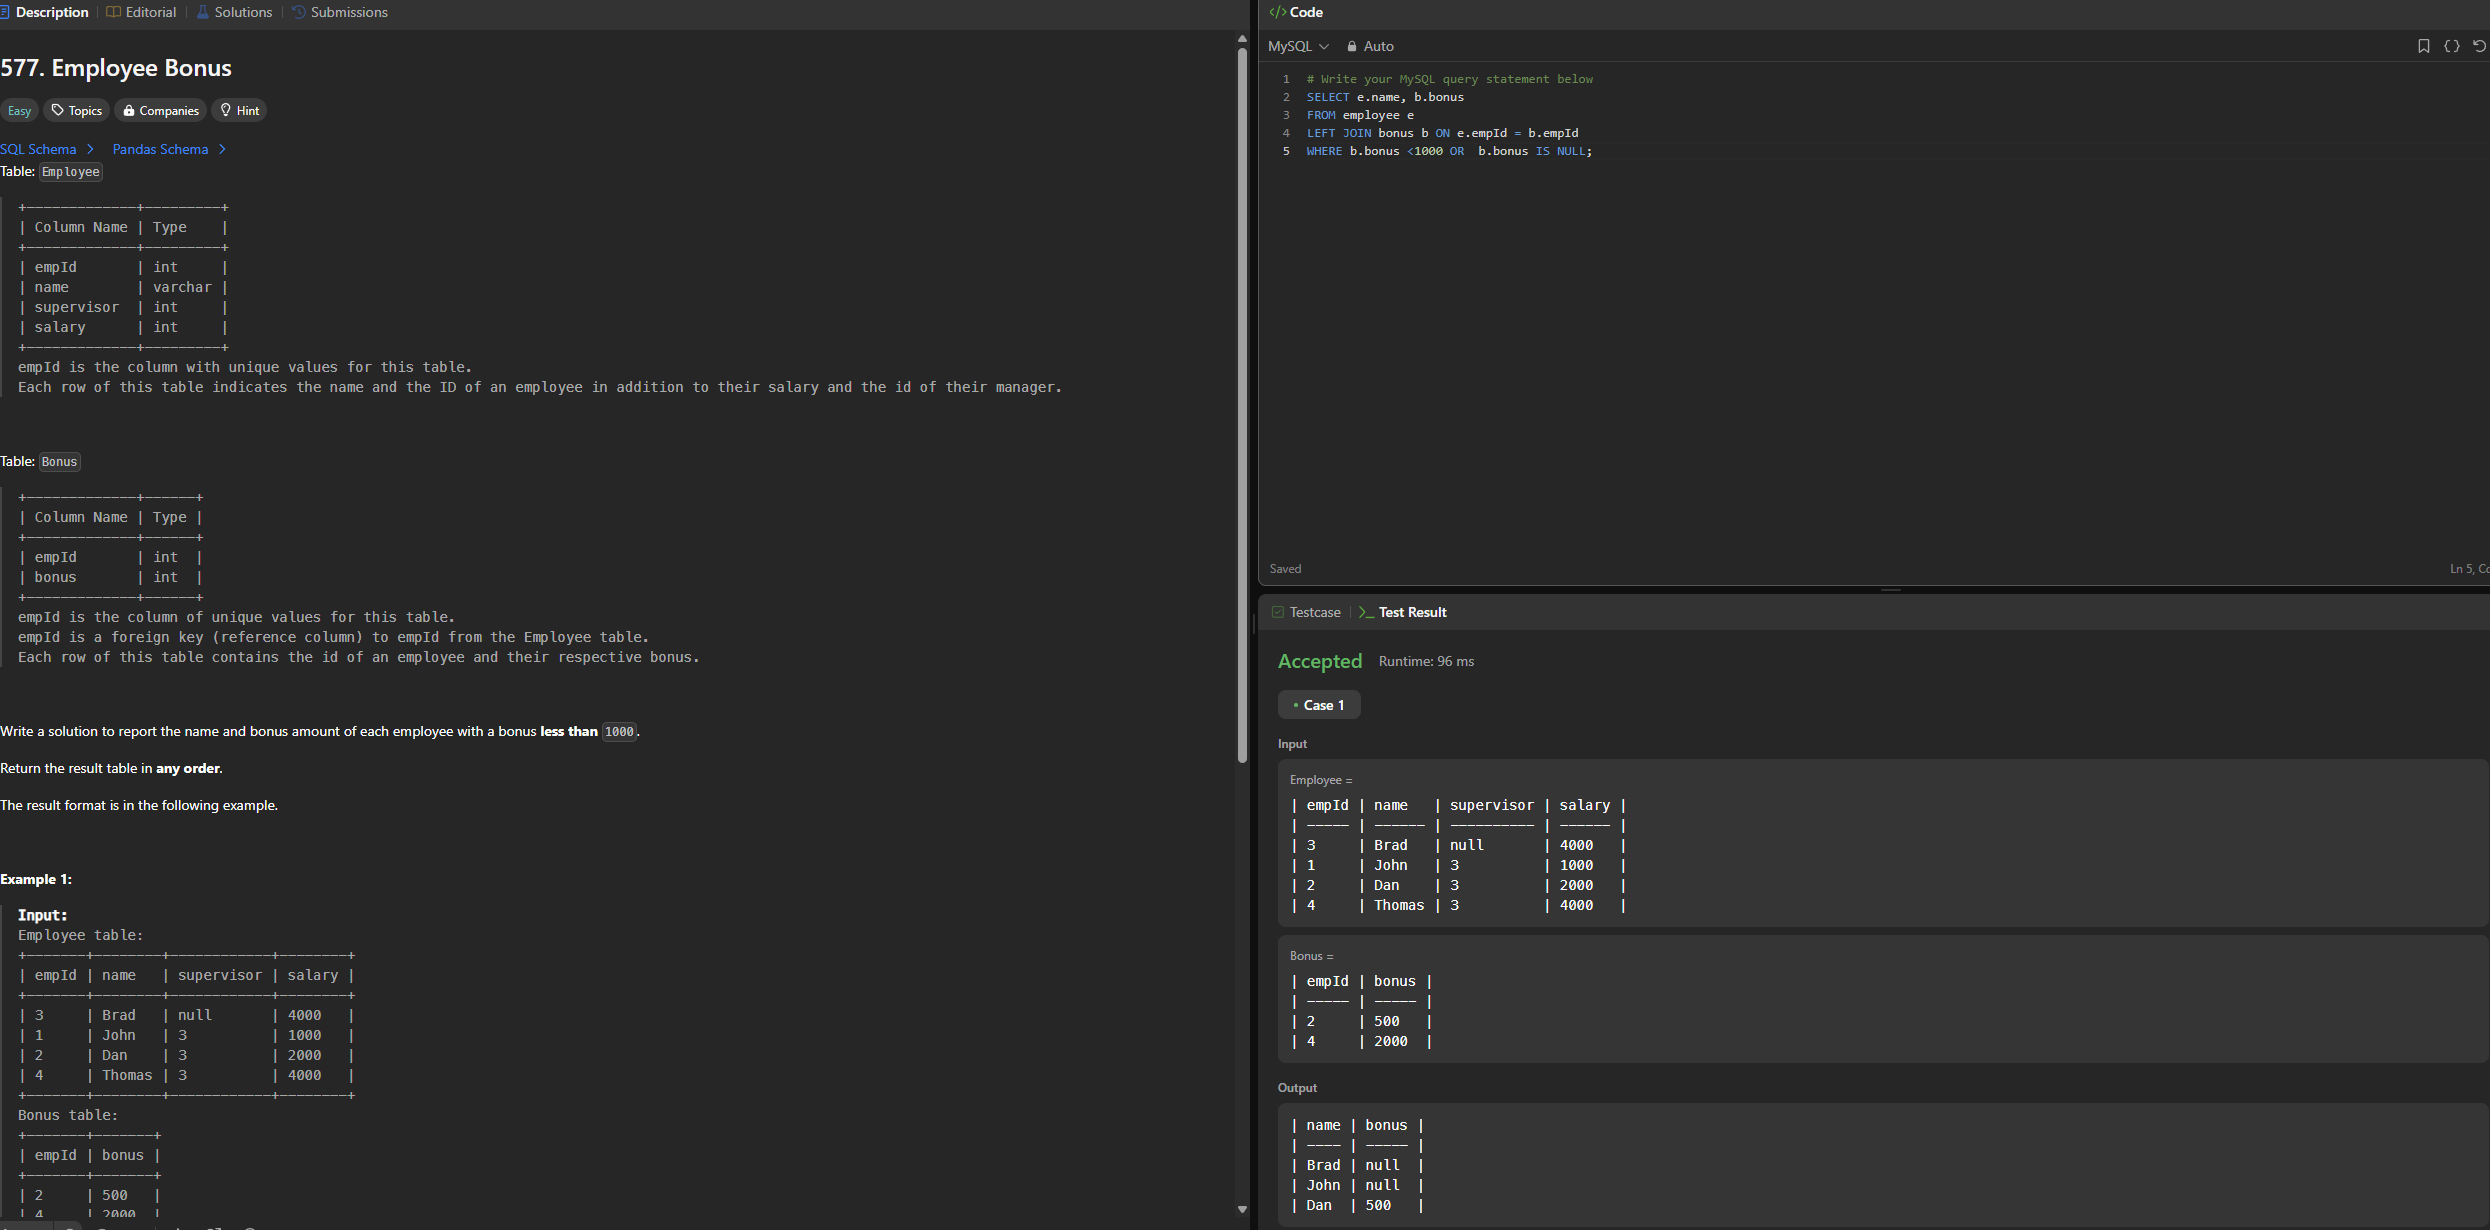 Description | Editorial | Solutions | Submissions
577. Employee Bonus
Easy Topics Companies Hint
SQL Schema > Pandas Schema >
Table: Employee
+-------------+---------+
| Column Name | Type    |
+-------------+---------+
| empId       | int     |
| name        | varchar |
| supervisor  | int     |
| salary      | int     |
+-------------+---------+
empId is the column with unique values for this table.
Each row of this table indicates the name and the ID of an employee in addition to their salary and the id of their manager.
Table: Bonus
+-------------+------+
| Column Name | Type |
+-------------+------+
| empId       | int  |
| bonus       | int  |
+-------------+------+
empId is the column of unique values for this table.
empId is a foreign key (reference column) to empId from the Employee table.
Each row of this table contains the id of an employee and their respective bonus.
Write a solution to report the name and bonus amount of each employee with a bonus less than 1000.
Return the result table in any order.
The result format is in the following example.
Example 1:
Input:
Employee table:
+-------+--------+------------+--------+
| empId | name   | supervisor | salary |
+-------+--------+------------+--------+
| 3     | Brad   | null       | 4000   |
| 1     | John   | 3          | 1000   |
| 2     | Dan    | 3          | 2000   |
| 4     | Thomas | 3          | 4000   |
+-------+--------+------------+--------+
Bonus table:
+-------+-------+
| empId | bonus |
+-------+-------+
| 2     | 500   |
| 4     | 2000  |
</> Code
MySQL Auto
1 # Write your MySQL query statement below
2 SELECT e.name, b.bonus
3 FROM employee e
4 LEFT JOIN bonus b ON e.empId = b.empId
5 WHERE b.bonus <1000 OR  b.bonus IS NULL;
Saved
Ln 5,
Testcase | >_ Test Result
Accepted Runtime: 96 ms
• Case 1
Input
Employee =
| empId | name   | supervisor | salary |
| ----- | ------ | ---------- | ------ |
| 3     | Brad   | null       | 4000   |
| 1     | John   | 3          | 1000   |
| 2     | Dan    | 3          | 2000   |
| 4     | Thomas | 3          | 4000   |
Bonus =
| empId | bonus |
| ----- | ----- |
| 2     | 500   |
| 4     | 2000  |
Output
| name | bonus |
| ---- | ----- |
| Brad | null  |
| John | null  |
| Dan  | 500   |